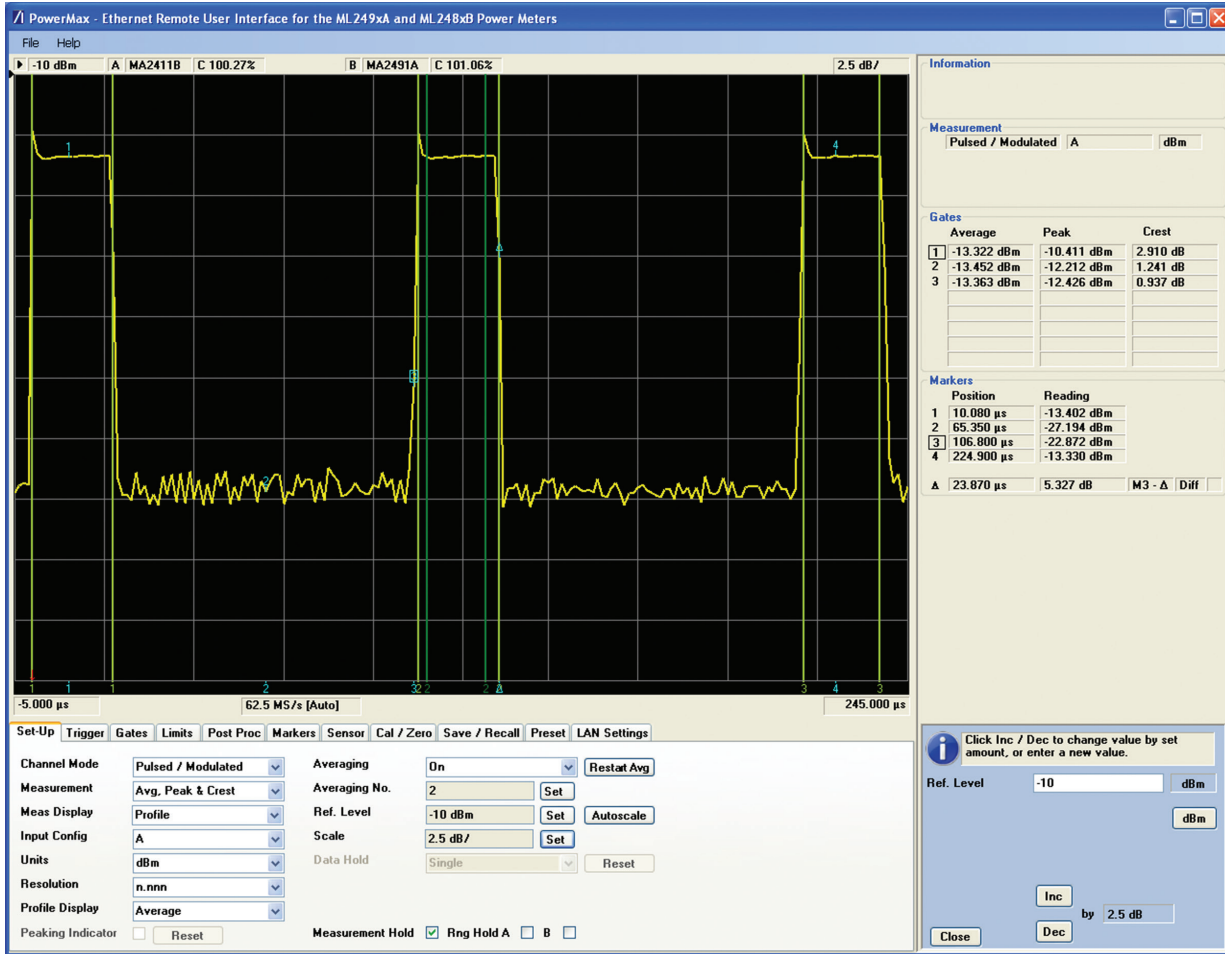 PowerMax - Ethernet Remote User Interface for the ML249xA and ML248xB Power Meters
File Help
-10 dBm A MA2411B C 100.27% B MA2491A C 101.06% 2.5 dB/
1
4
2
1 1 1 2 3 2 2 2 3 4 3
-5.000 µs 62.5 MS/s [Auto] 245.000 µs
Information
Measurement
Pulsed / Modulated A dBm
Gates
Average Peak Crest
1 -13.322 dBm -10.411 dBm 2.910 dB
2 -13.452 dBm -12.212 dBm 1.241 dB
3 -13.363 dBm -12.426 dBm 0.937 dB
Markers
Position Reading
1 10.080 µs -13.402 dBm
2 65.350 µs -27.194 dBm
3 106.800 µs -22.872 dBm
4 224.900 µs -13.330 dBm
Δ 23.870 µs 5.327 dB M3 - Δ Diff
Set-Up Trigger Gates Limits Post Proc Markers Sensor Cal / Zero Save / Recall Preset LAN Settings
Channel Mode Pulsed / Modulated Averaging On Restart Avg
Measurement Avg, Peak & Crest Averaging No. 2 Set
Meas Display Profile Ref. Level -10 dBm Set Autoscale
Input Config A Scale 2.5 dB/ Set
Units dBm Data Hold Single Reset
Resolution n.nnn
Profile Display Average
Peaking Indicator Reset Measurement Hold Rng Hold A B
Click Inc / Dec to change value by set
amount, or enter a new value.
Ref. Level -10 dBm
dBm
Inc
by 2.5 dB
Close Dec